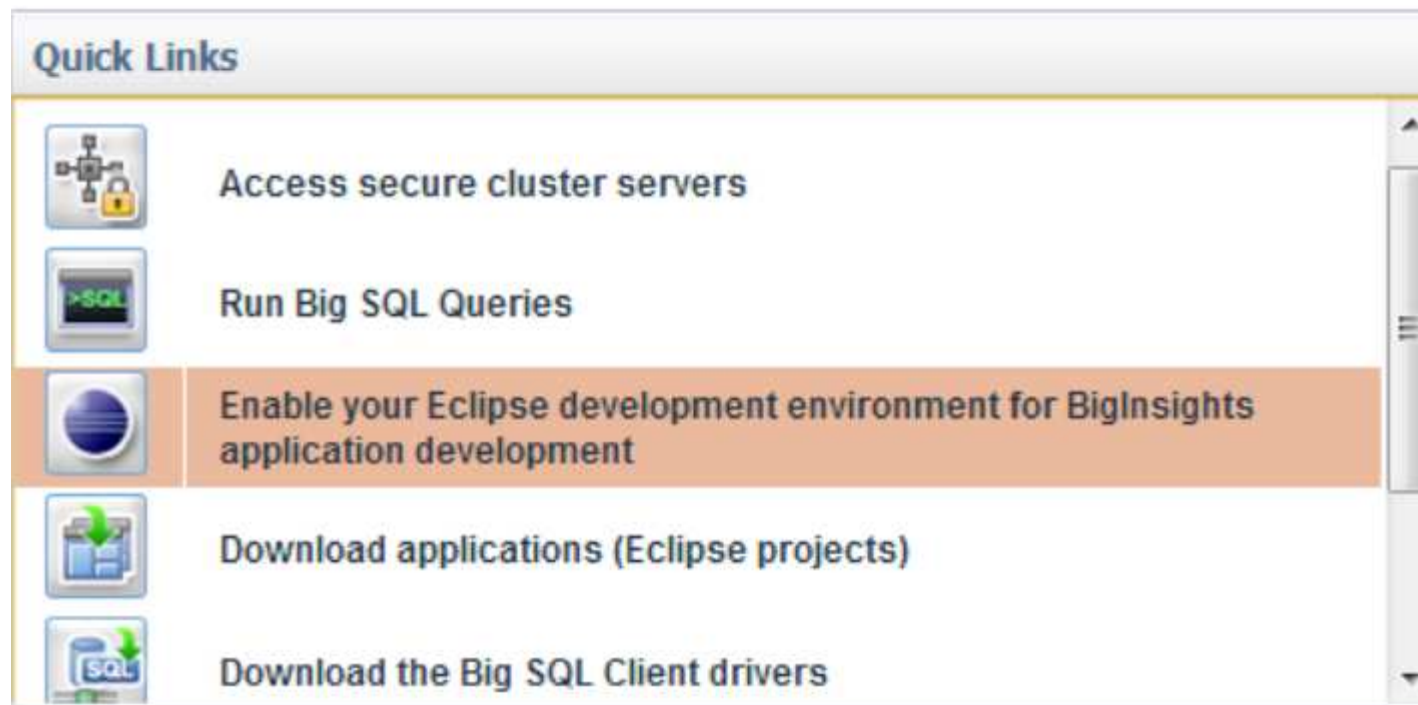 Quick Links
Access secure cluster servers
>SQL
Run Big SQL Queries
Enable your Eclipse development environment for BigInsights
application development
Download applications (Eclipse projects)
SQL
Download the Big SQL Client drivers